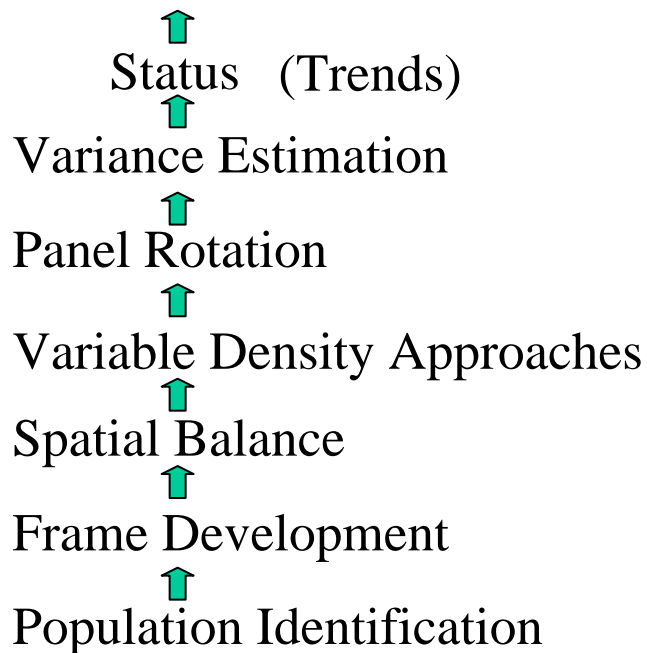 Status (Trends)
Variance Estimation
Panel Rotation
Variable Density Approaches
Spatial Balance
Frame Development
Population Identification